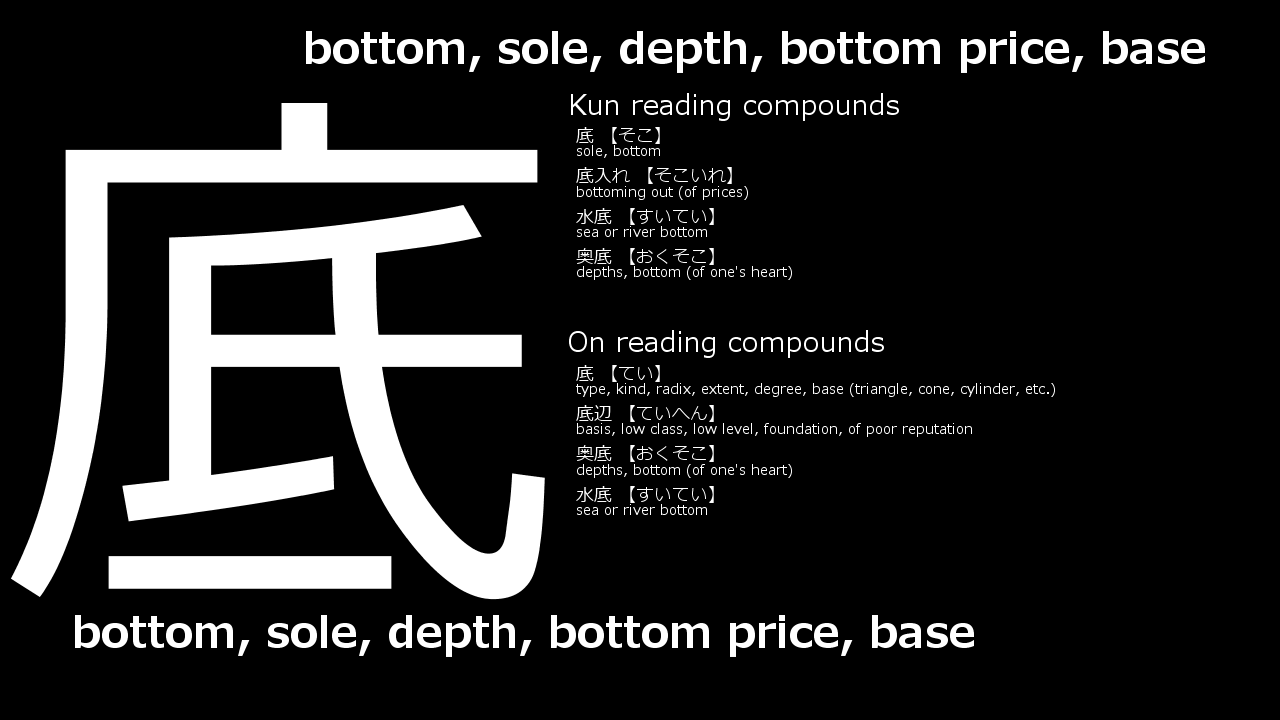 bottom, sole, depth, bottom price, base
底
Kun reading compounds
底 【そこ】
sole, bottom
底入れ 【そこいれ】
bottoming out (of prices)
水底 【すいてい】
sea or river bottom
奥底 【おくそこ】
depths, bottom (of one's heart)
On reading compounds
底 【てい】
type, kind, radix, extent, degree, base (triangle, cone, cylinder, etc.)
底辺 【ていへん】
basis, low class, low level, foundation, of poor reputation
奥底 【おくそこ】
depths, bottom (of one's heart)
水底 【すいてい】
sea or river bottom
bottom, sole, depth, bottom price, base